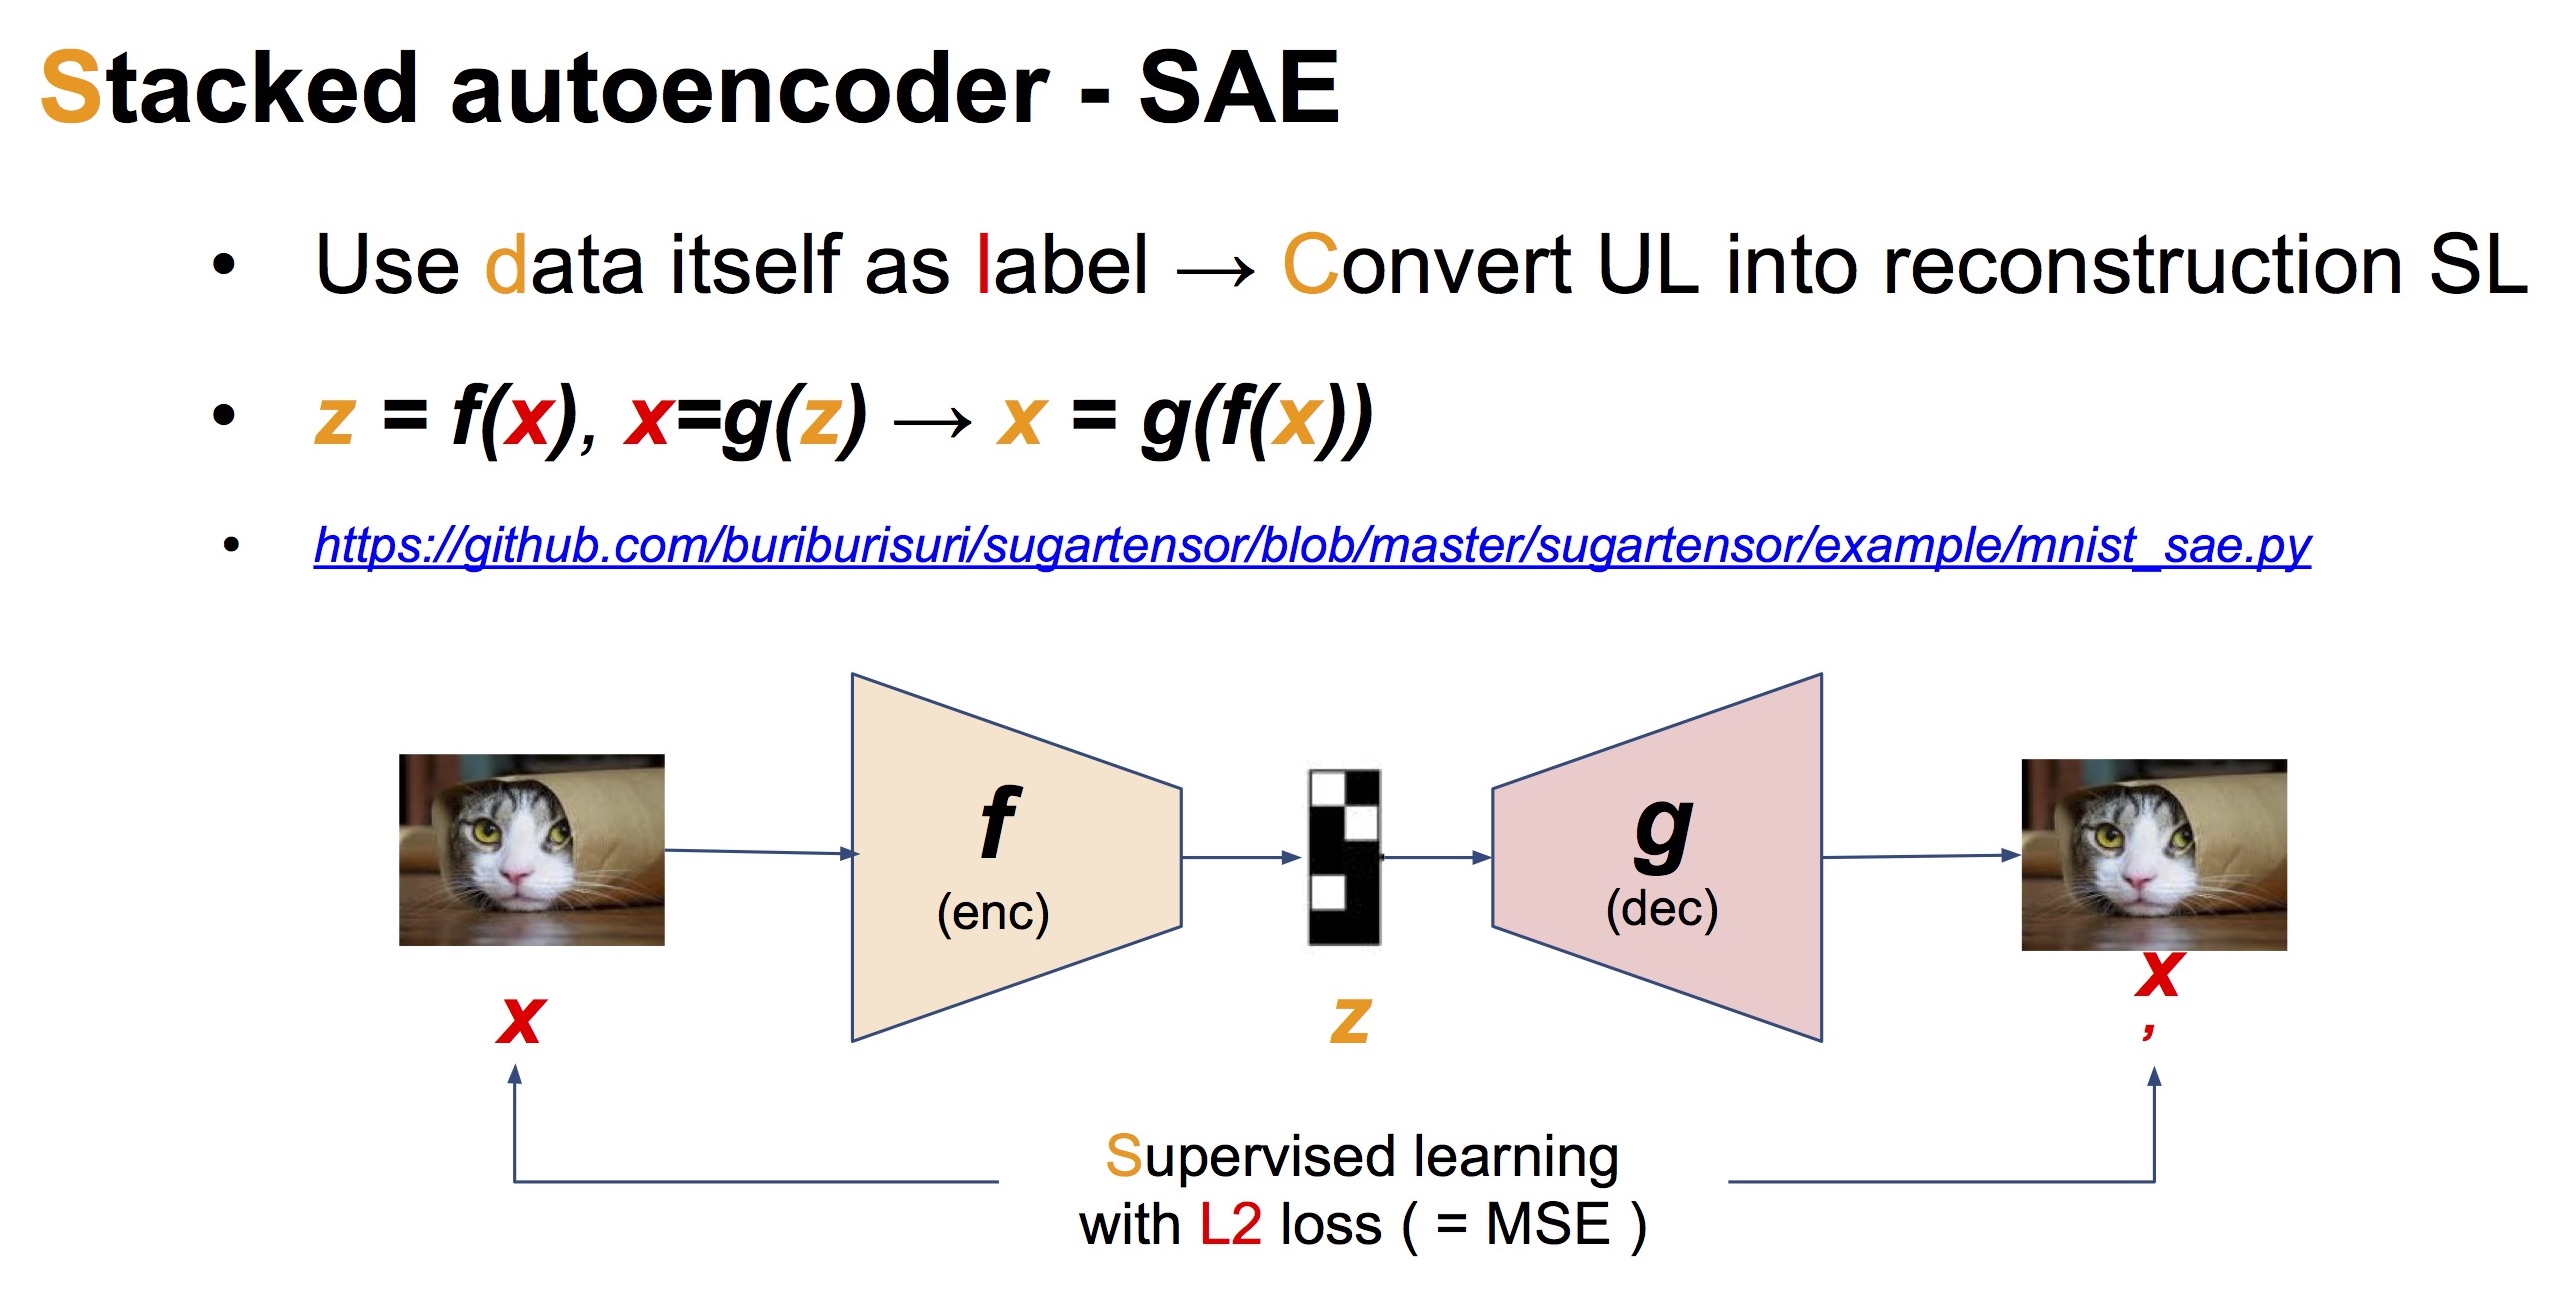 Stacked autoencoder - SAE
• Use data itself as label → Convert UL into reconstruction SL
• z = f(x), x=g(z) → x = g(f(x))
• https://github.com/buriburisuri/sugartensor/blob/master/sugartensor/example/mnist_sae.py
f
(enc)
g
(dec)
x
z
x
’
Supervised learning
with L2 loss ( = MSE )